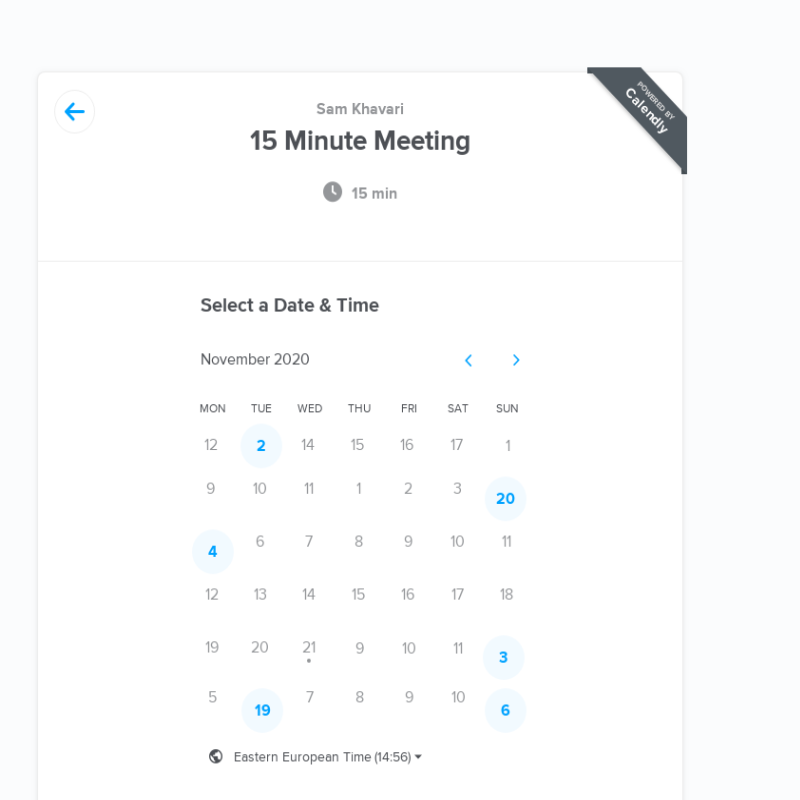 POWERED BY
Calendly
Sam Khavari
15 Minute Meeting
15 min
Select a Date & Time
November 2020
MON TUE WED THU FRI SAT SUN
12 2 14 15 16 17 1
9 10 11 1 2 3 20
4 6 7 8 9 10 11
12 13 14 15 16 17 18
19 20 21 9 10 11 3
5 19 7 8 9 10 6
Eastern European Time (14:56)